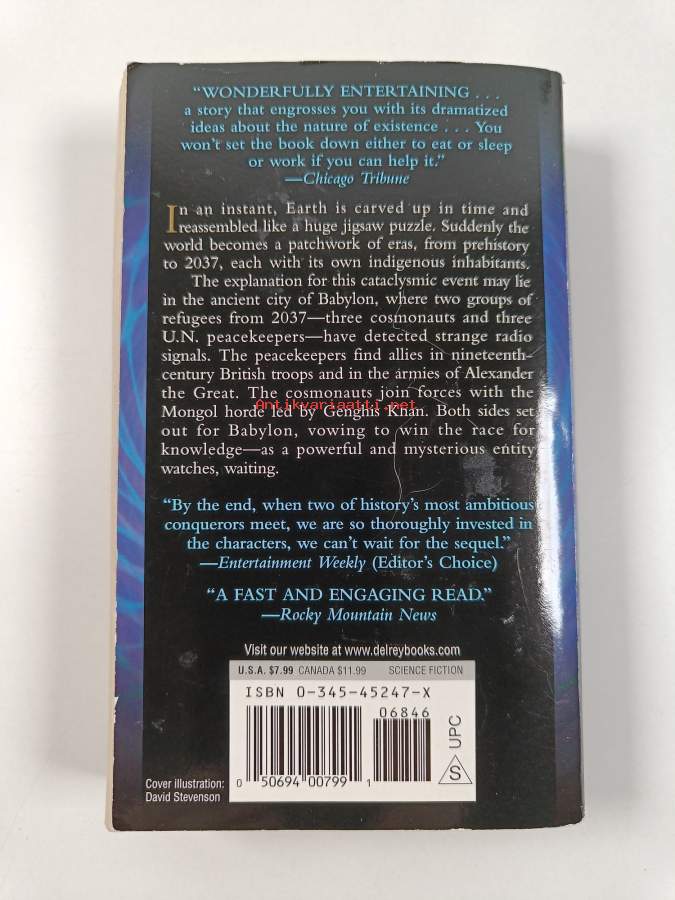 “WONDERFULLY ENTERTAINING . . .
a story that engrosses you with its dramatized
ideas about the nature of existence . . . You
won’t set the book down either to eat or sleep
or work if you can help it.”
—Chicago Tribune
In an instant, Earth is carved up in time and
reassembled like a huge jigsaw puzzle. Suddenly the
world becomes a patchwork of eras, from prehistory
to 2037, each with its own indigenous inhabitants.
The explanation for this cataclysmic event may lie
in the ancient city of Babylon, where two groups of
refugees from 2037—three cosmonauts and three
U.N. peacekeepers—have detected strange radio
signals. The peacekeepers find allies in nineteenth-
century British troops and in the armies of Alexander
the Great. The cosmonauts join forces with the
Antikvariaatti.net
Mongol horde led by Genghis Khan. Both sides set
out for Babylon, vowing to win the race for
knowledge—as a powerful and mysterious entity
watches, waiting.
“By the end, when two of history’s most ambitious
conquerors meet, we are so thoroughly invested in
the characters, we can’t wait for the sequel.”
—Entertainment Weekly (Editor’s Choice)
“A FAST AND ENGAGING READ.”
—Rocky Mountain News
Visit our website at www.delreybooks.com
U.S.A. $7.99 CANADA $11.99 SCIENCE FICTION
ISBN 0-345-45247-X
06846
UPC
S
0 50694 00799 1
Cover illustration:
David Stevenson